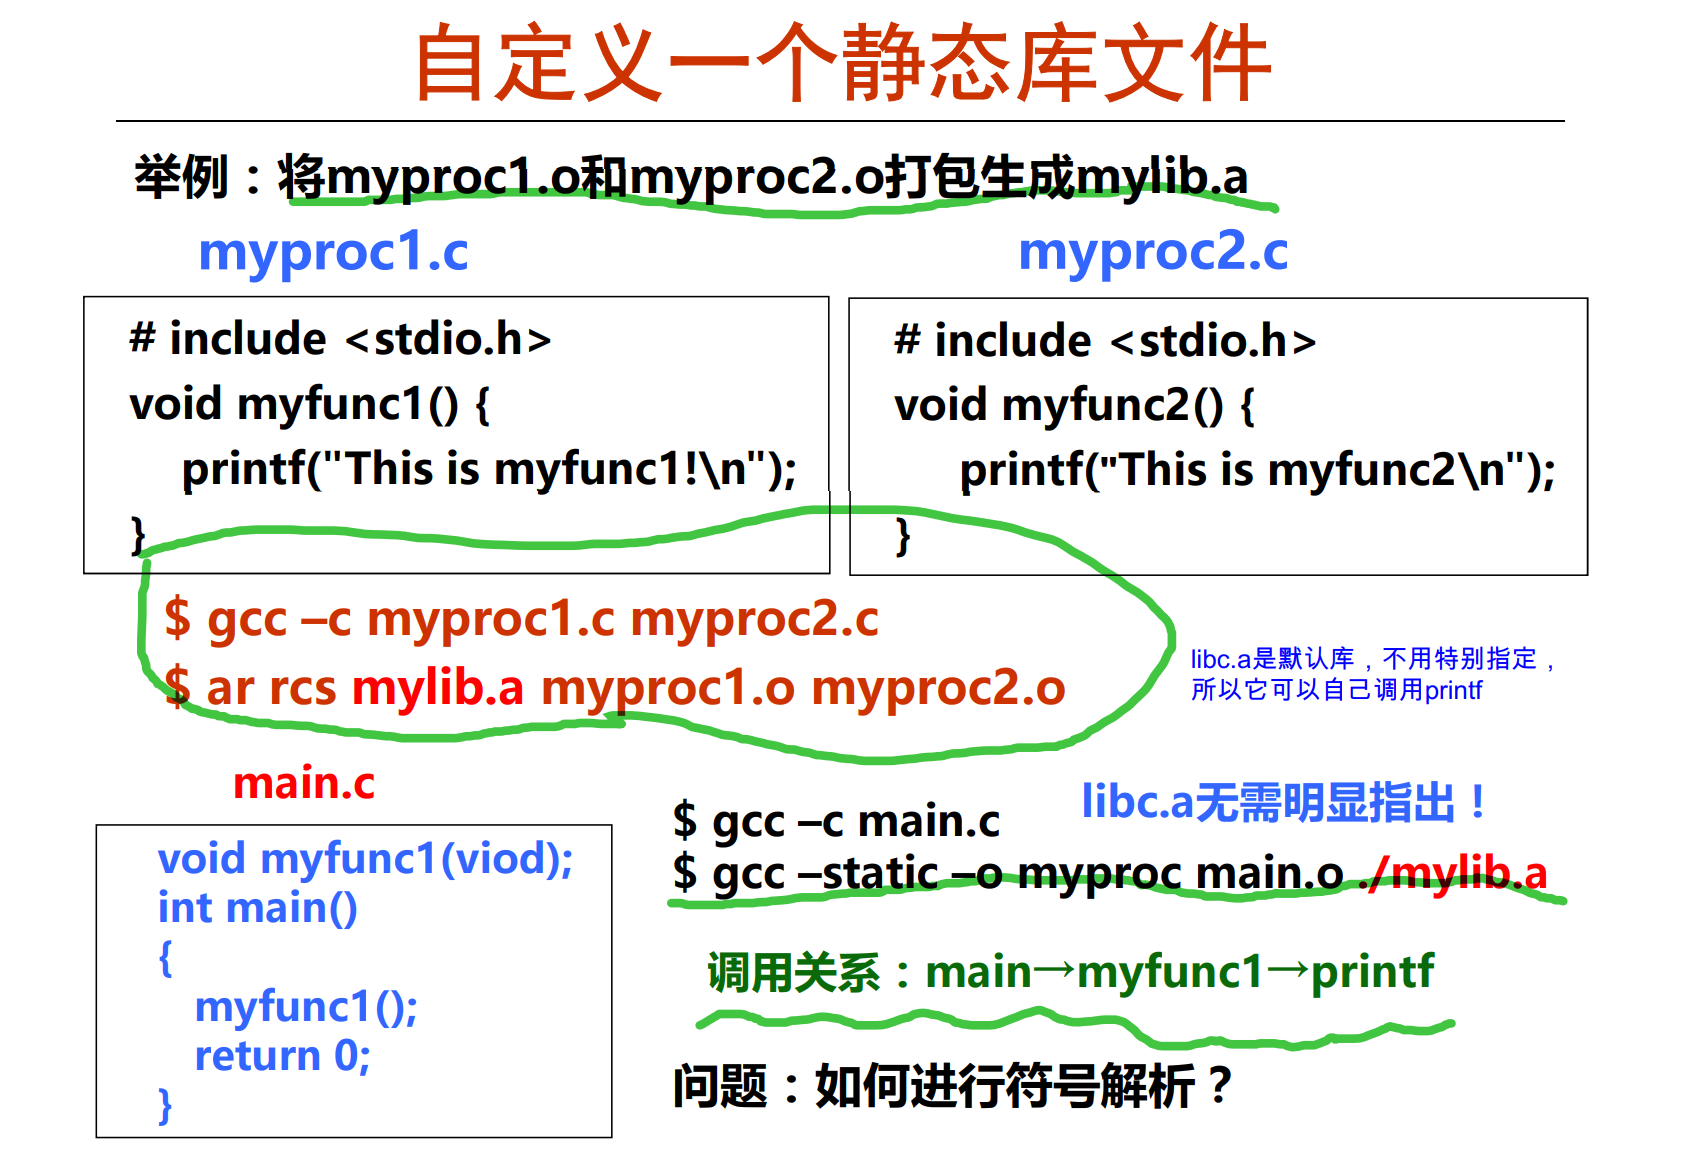 自定义一个静态库文件
举例：将myproc1.o和myproc2.o打包生成mylib.a
myproc1.c
# include <stdio.h>
void myfunc1() {
printf("This is myfunc1!\n");
}
myproc2.c
# include <stdio.h>
void myfunc2() {
printf("This is myfunc2\n");
}
$ gcc –c myproc1.c myproc2.c
$ ar rcs mylib.a myproc1.o myproc2.o
libc.a是默认库，不用特别指定，
所以它可以自己调用printf
main.c
void myfunc1(viod);
int main()
{
myfunc1();
return 0;
}
libc.a无需明显指出！
$ gcc –c main.c
$ gcc –static –o myproc main.o ./mylib.a
调用关系：main→myfunc1→printf
问题：如何进行符号解析？